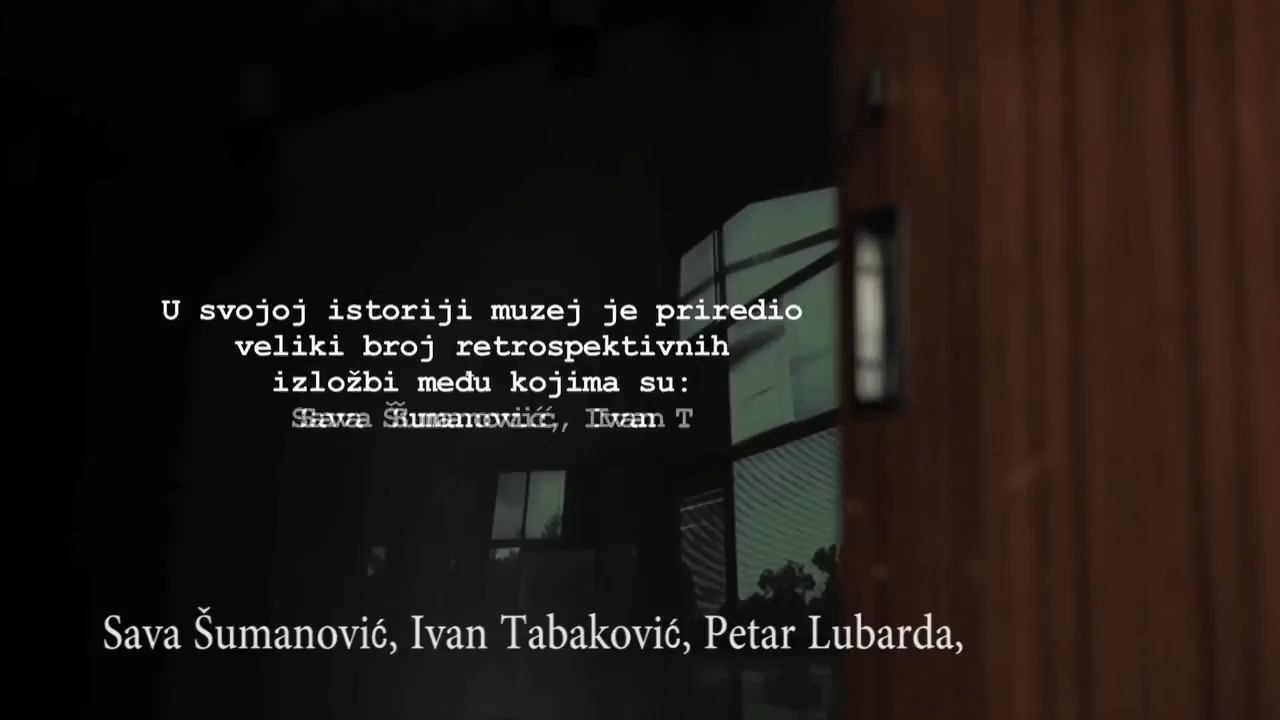 U svojoj istoriji muzej je priredio
veliki broj retrospektivnih
izložbi među kojima su:
Sava Šumanović, Ivan T
Sava Šumanović, Ivan Tabaković, Petar Lubarda,